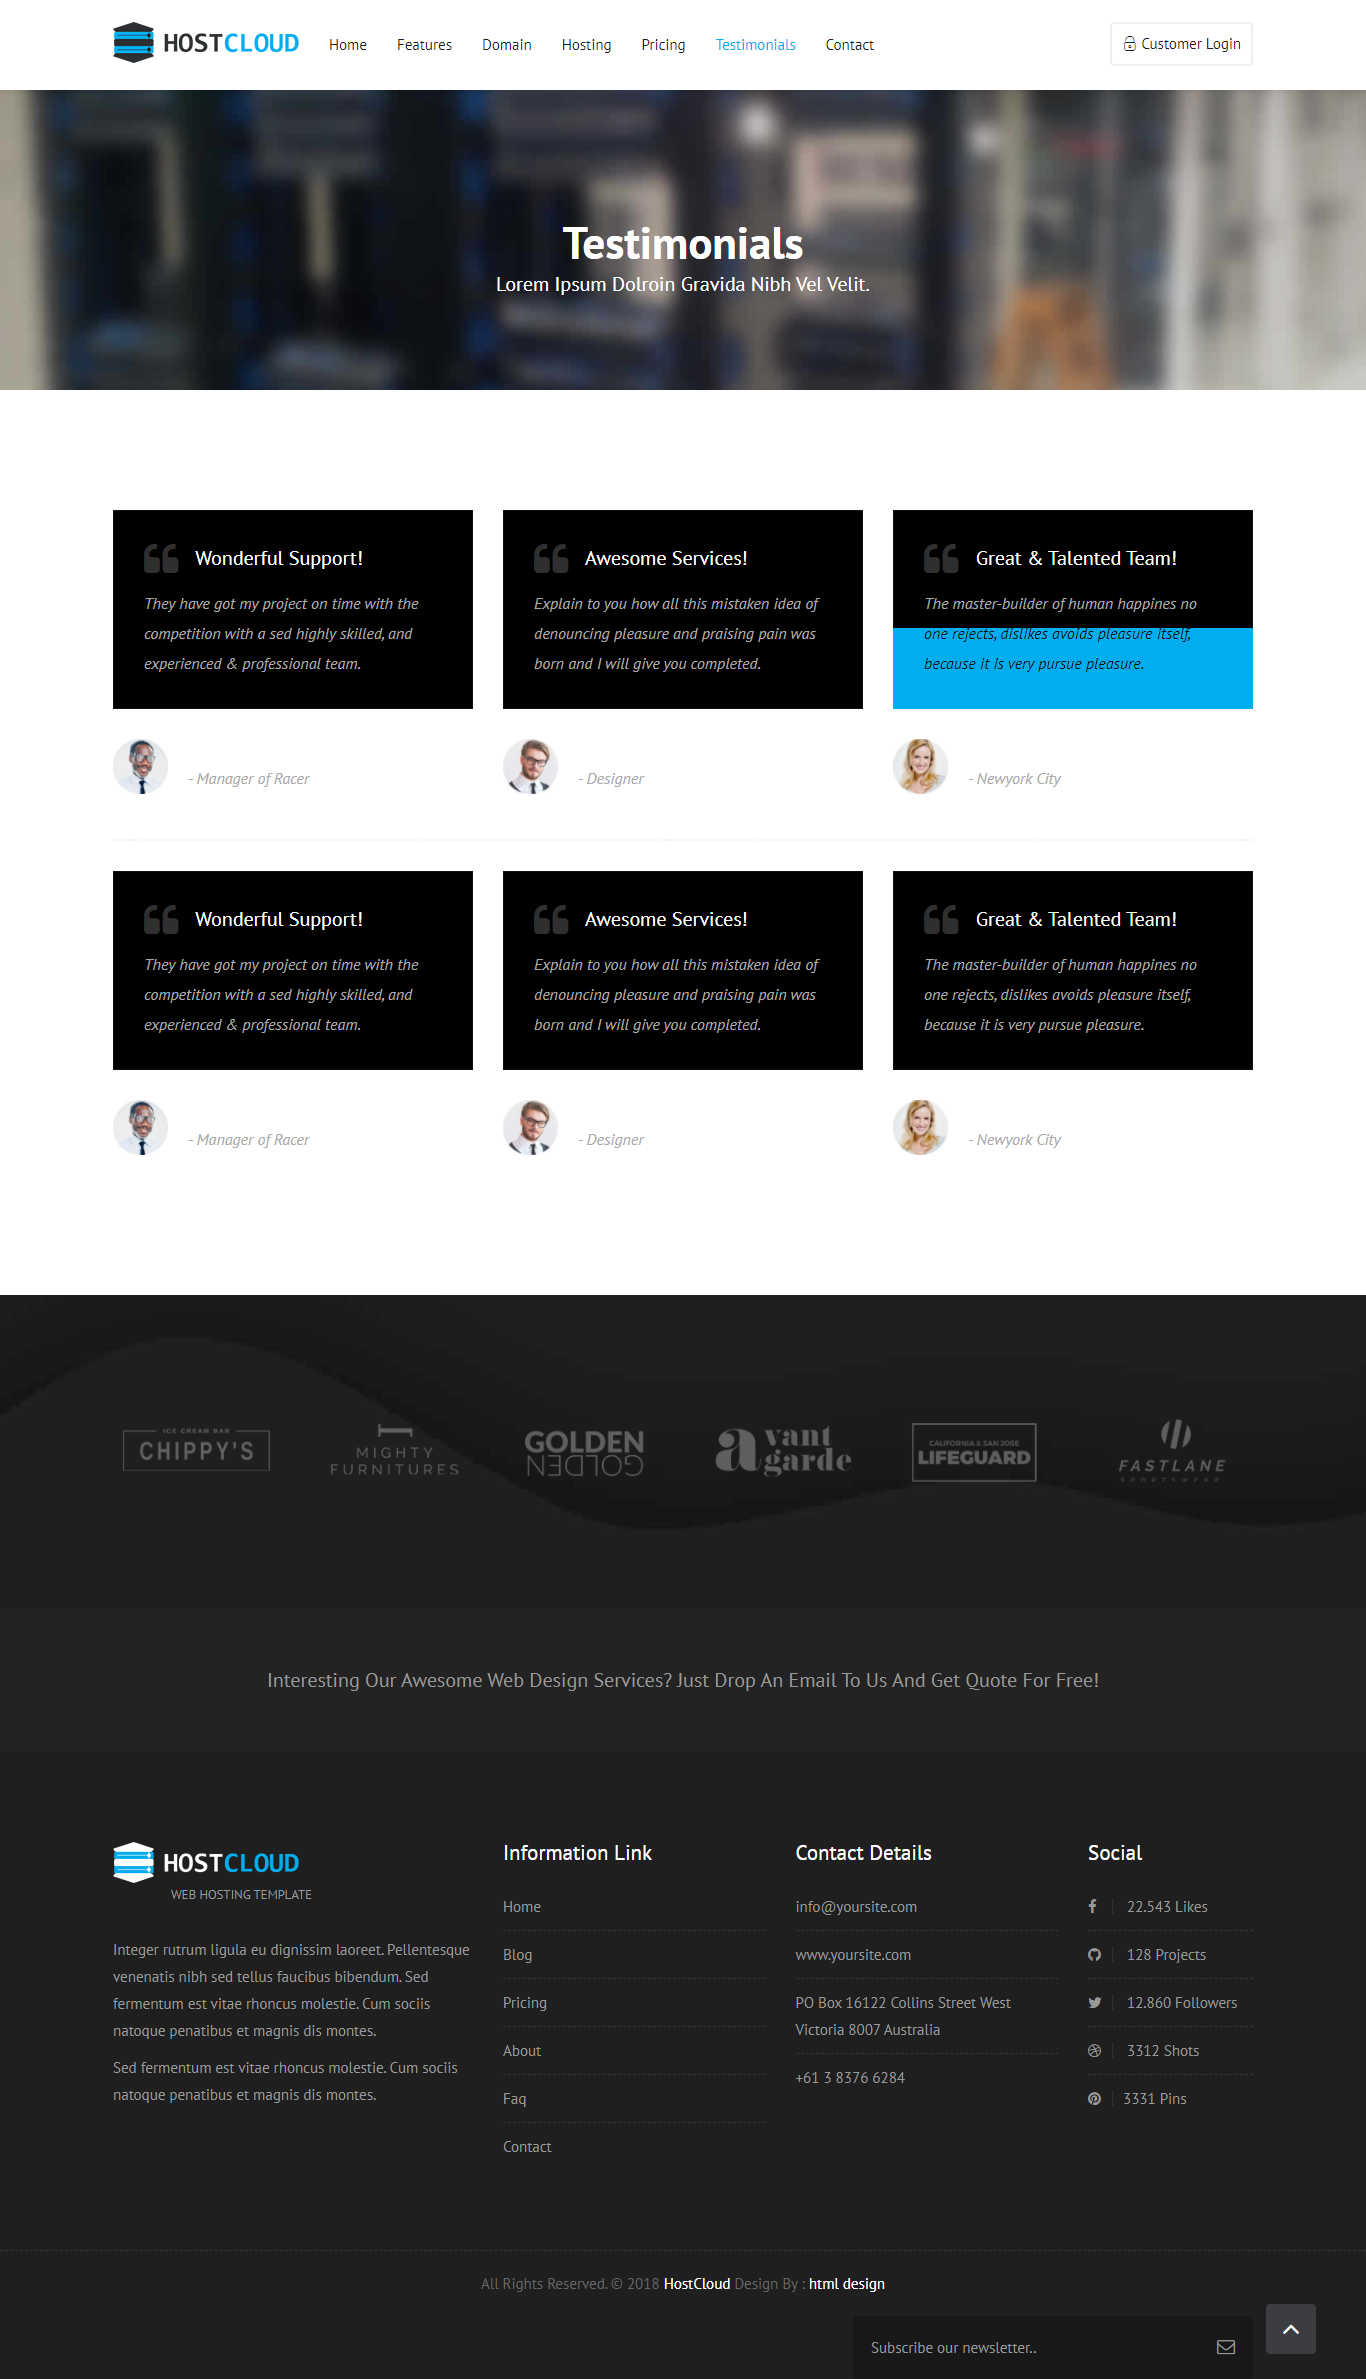 HOSTCLOUD
Home Features Domain Hosting Pricing Testimonials Contact
Customer Login
Testimonials
Lorem Ipsum Dolroin Gravida Nibh Vel Velit.
Wonderful Support!
They have got my project on time with the
competition with a sed highly skilled, and
experienced & professional team.
- Manager of Racer
Awesome Services!
Explain to you how all this mistaken idea of
denouncing pleasure and praising pain was
born and I will give you completed.
- Designer
Great & Talented Team!
The master-builder of human happines no
one rejects, dislikes avoids pleasure itself,
because it is very pursue pleasure.
- Newyork City
Wonderful Support!
They have got my project on time with the
competition with a sed highly skilled, and
experienced & professional team.
- Manager of Racer
Awesome Services!
Explain to you how all this mistaken idea of
denouncing pleasure and praising pain was
born and I will give you completed.
- Designer
Great & Talented Team!
The master-builder of human happines no
one rejects, dislikes avoids pleasure itself,
because it is very pursue pleasure.
- Newyork City
ICE CREAM BAR
CHIPPY'S
MIGHTY
FURNITURES
GOLDEN
GOLDEN
avant
garde
CALIFORNIA & SAN JOSE
LIFEGUARD
FASTLANE
SPORTSWEAR
Interesting Our Awesome Web Design Services? Just Drop An Email To Us And Get Quote For Free!
HOSTCLOUD
WEB HOSTING TEMPLATE
Integer rutrum ligula eu dignissim laoreet. Pellentesque
venenatis nibh sed tellus faucibus bibendum. Sed
fermentum est vitae rhoncus molestie. Cum sociis
natoque penatibus et magnis dis montes.
Sed fermentum est vitae rhoncus molestie. Cum sociis
natoque penatibus et magnis dis montes.
Information Link
Home
Blog
Pricing
About
Faq
Contact
Contact Details
info@yoursite.com
www.yoursite.com
PO Box 16122 Collins Street West
Victoria 8007 Australia
+61 3 8376 6284
Social
22.543 Likes
128 Projects
12.860 Followers
3312 Shots
3331 Pins
All Rights Reserved. © 2018 HostCloud Design By : html design
Subscribe our newsletter..